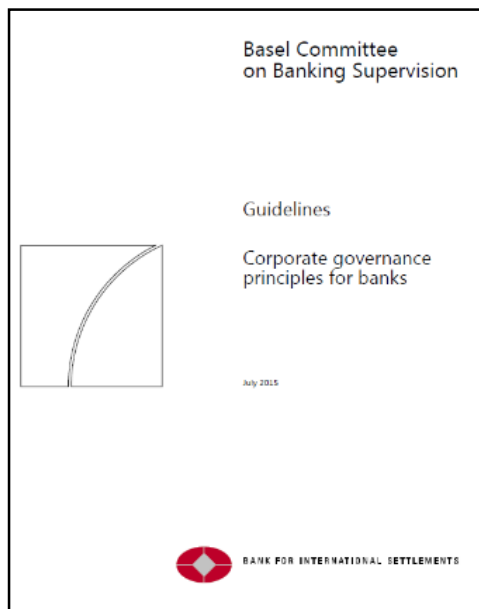 Basel Committee
on Banking Supervision
Guidelines
Corporate governance
principles for banks
July 2015
BANK FOR INTERNATIONAL SETTLEMENTS